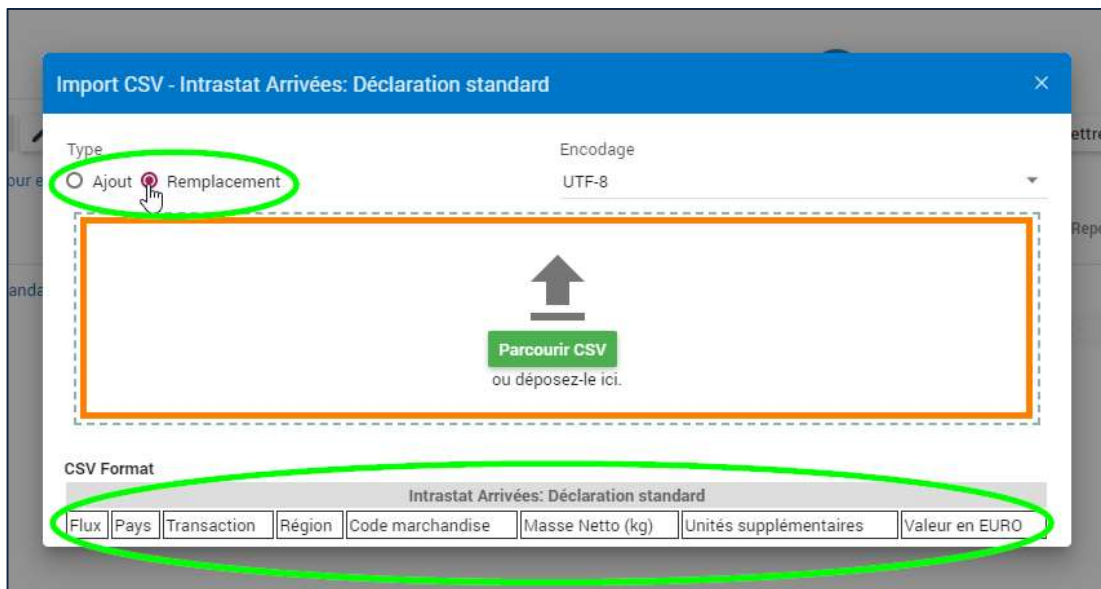 Import CSV - Intrastat Arrivées: Déclaration standard
Type
Encodage
Ajout Remplacement
UTF-8
Parcourir CSV
ou déposez-le ici.
CSV Format
Intrastat Arrivées: Déclaration standard
Flux Pays Transaction Région Code marchandise Masse Netto (kg) Unités supplémentaires Valeur en EURO